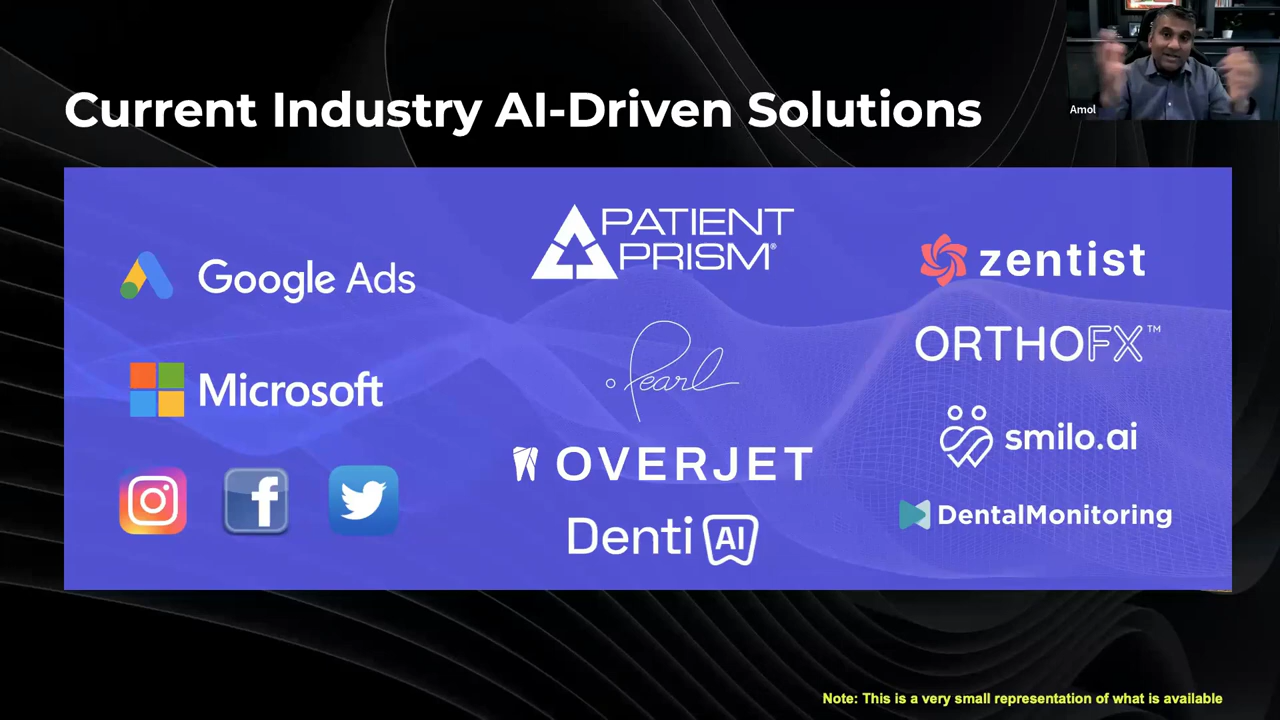 Current Industry AI-Driven Solutions
Amol
Google Ads
Microsoft
PATIENT
PRISM®
Pearl
OVERJET
Denti AI
zentist
ORTHOFX™
smilo.ai
DentalMonitoring
Note: This is a very small representation of what is available